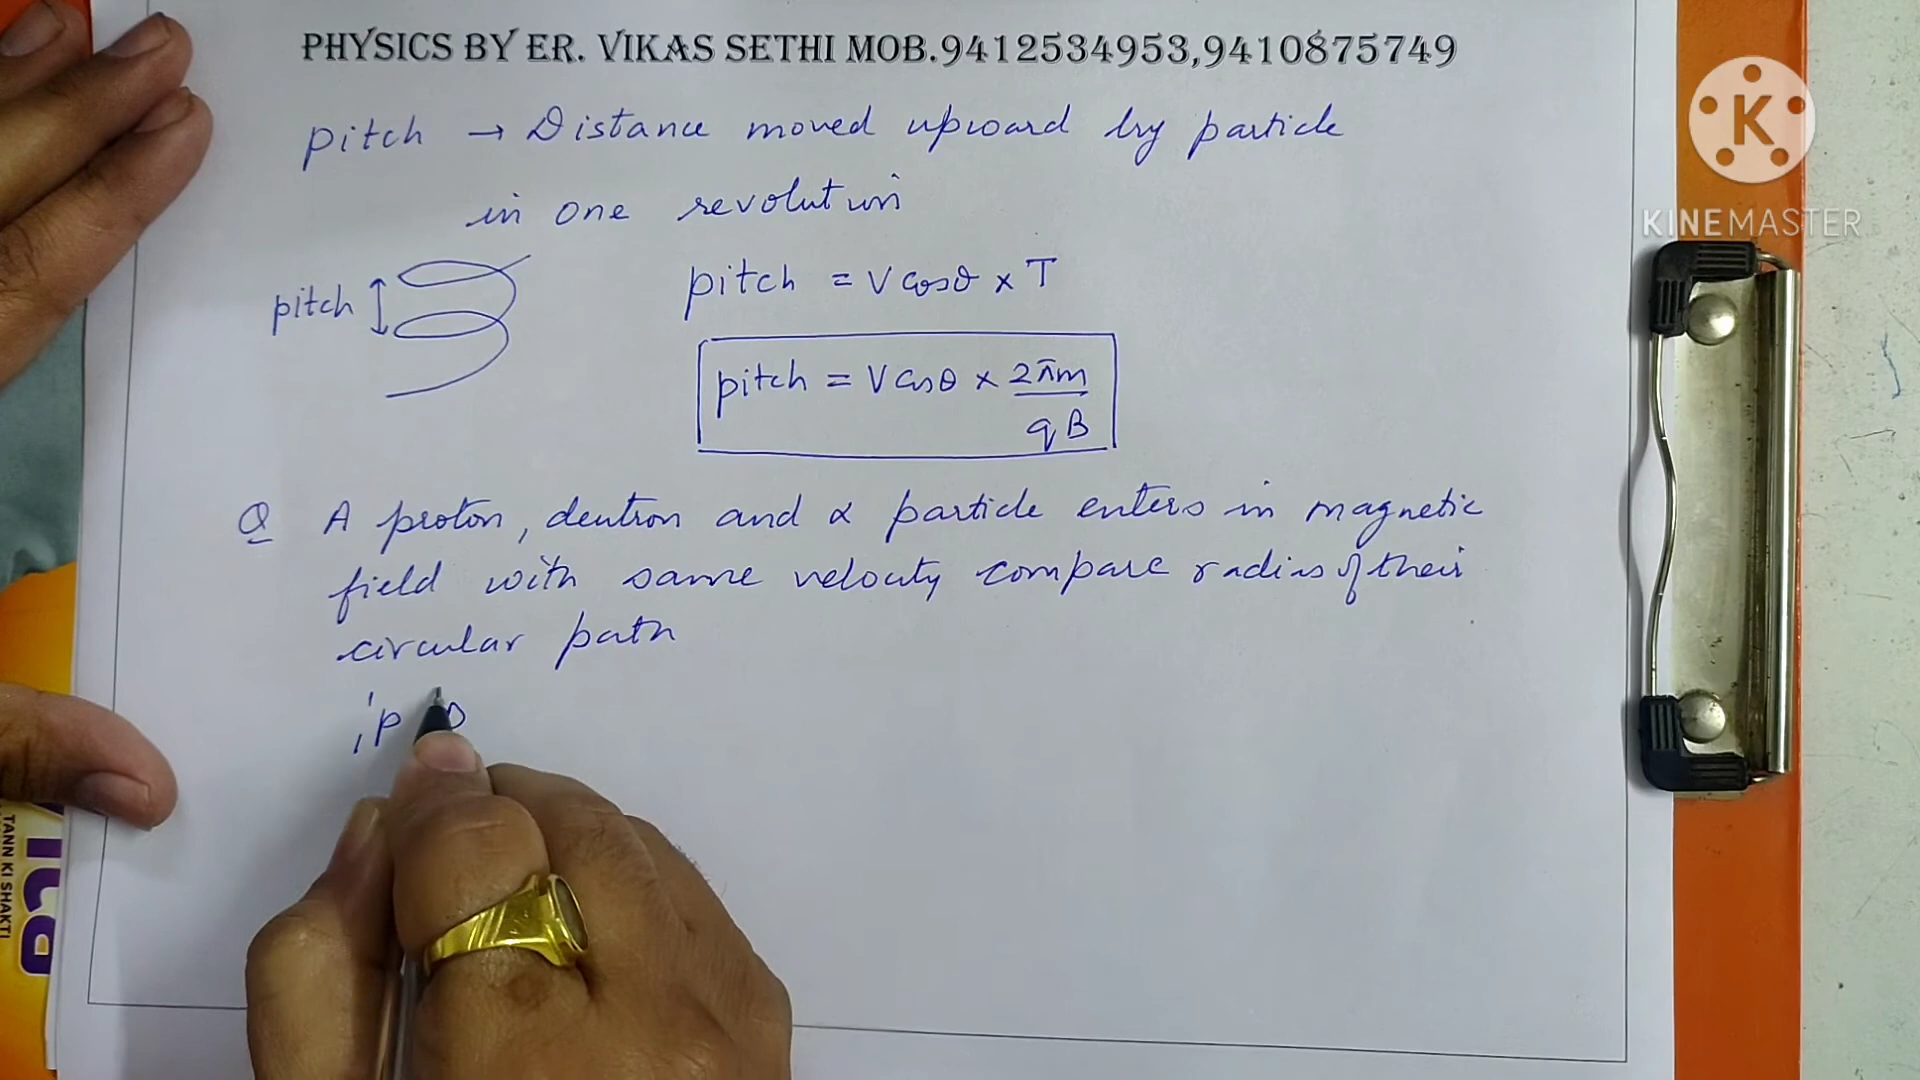 PHYSICS BY ER. VIKAS SETHI MOB.9412534953,9410875749
K
KINEMASTER
pitch → Distance moved upward by particle
in one revolution
pitch
pitch = V cosθ × T
pitch = V cosθ × 2πm / qB
Q A proton, deutron and α particle enters in magnetic
field with same velocity compare radius of their
circular path
TANN KI SHAKTI